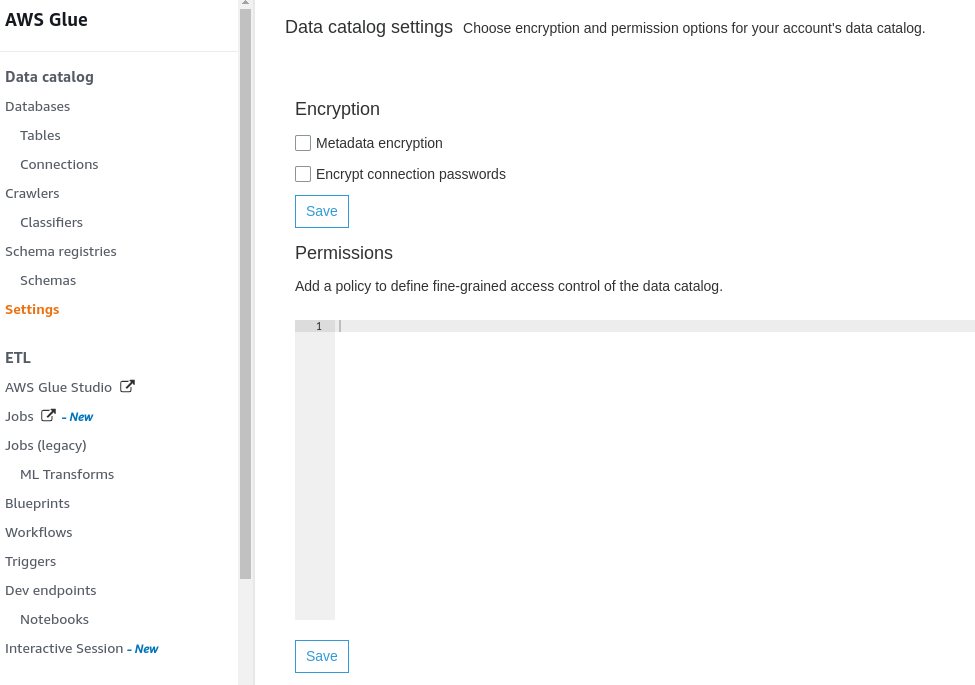 AWS Glue
Data catalog
Databases
Tables
Connections
Crawlers
Classifiers
Schema registries
Schemas
Settings
ETL
AWS Glue Studio
Jobs - New
Jobs (legacy)
ML Transforms
Blueprints
Workflows
Triggers
Dev endpoints
Notebooks
Interactive Session - New
Data catalog settings Choose encryption and permission options for your account's data catalog.
Encryption
Metadata encryption
Encrypt connection passwords
Save
Permissions
Add a policy to define fine-grained access control of the data catalog.
1
Save